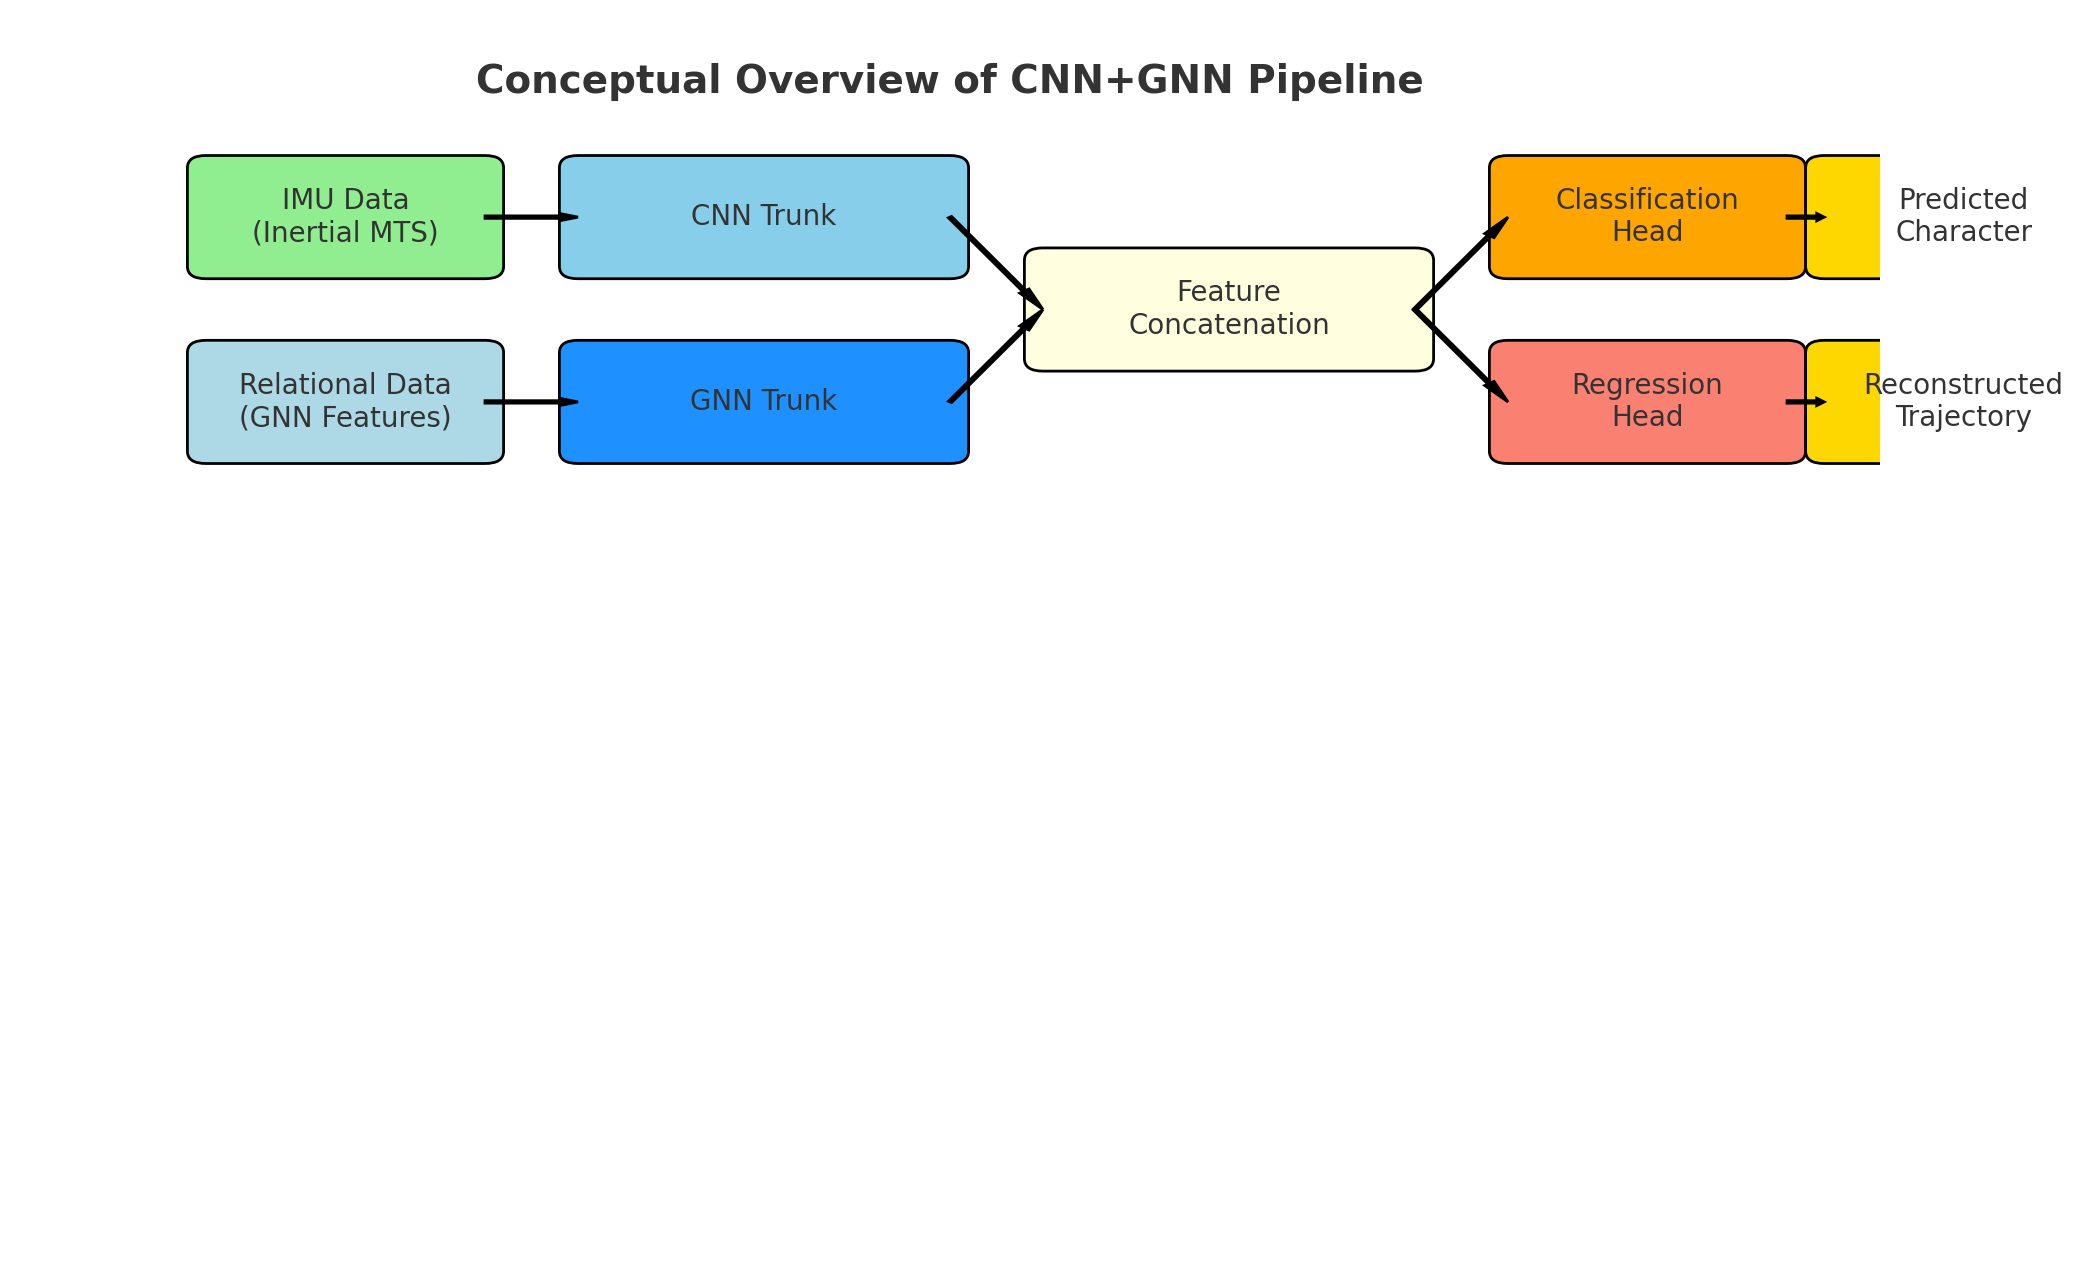 Conceptual Overview of CNN+GNN Pipeline
IMU Data
(Inertial MTS)
CNN Trunk
Relational Data
(GNN Features)
GNN Trunk
Feature
Concatenation
Classification
Head
Predicted
Character
Regression
Head
Reconstructed
Trajectory